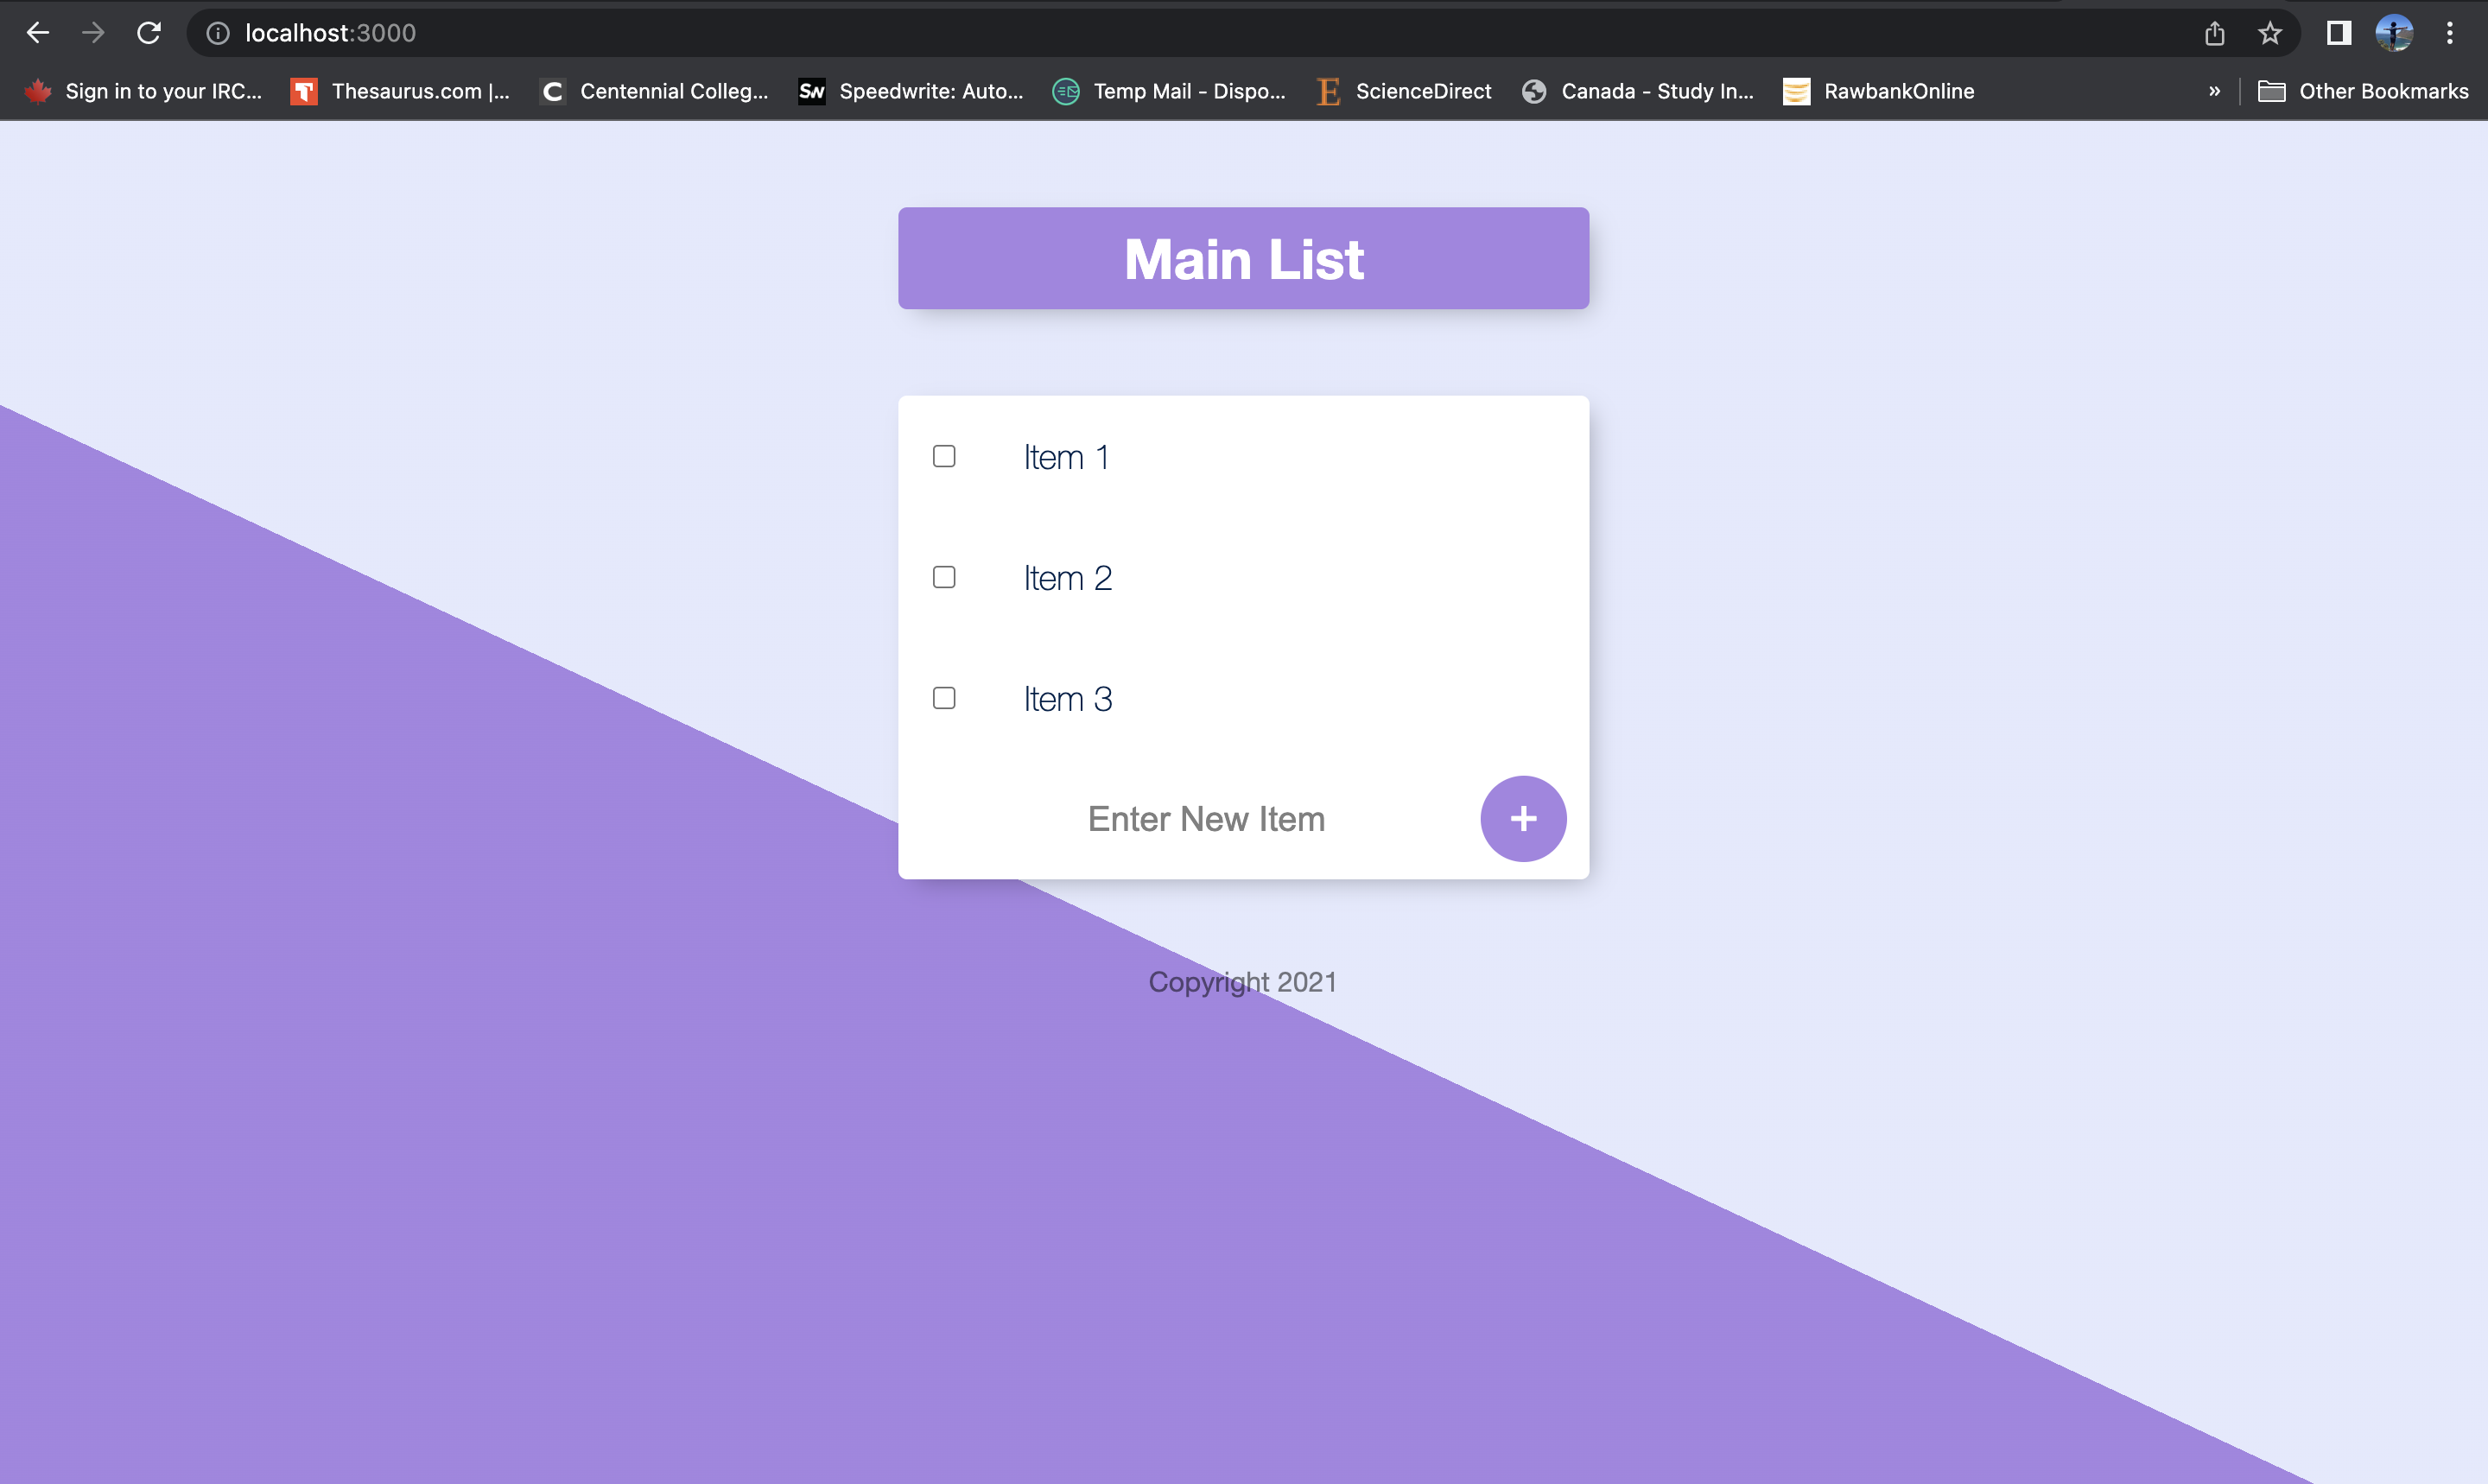 localhost:3000
Sign in to your IRC... Thesaurus.com |... Centennial Colleg... Speedwrite: Auto... Temp Mail - Dispo... ScienceDirect Canada - Study In... RawbankOnline » Other Bookmarks
Main List
Item 1
Item 2
Item 3
Enter New Item +
Copyright 2021